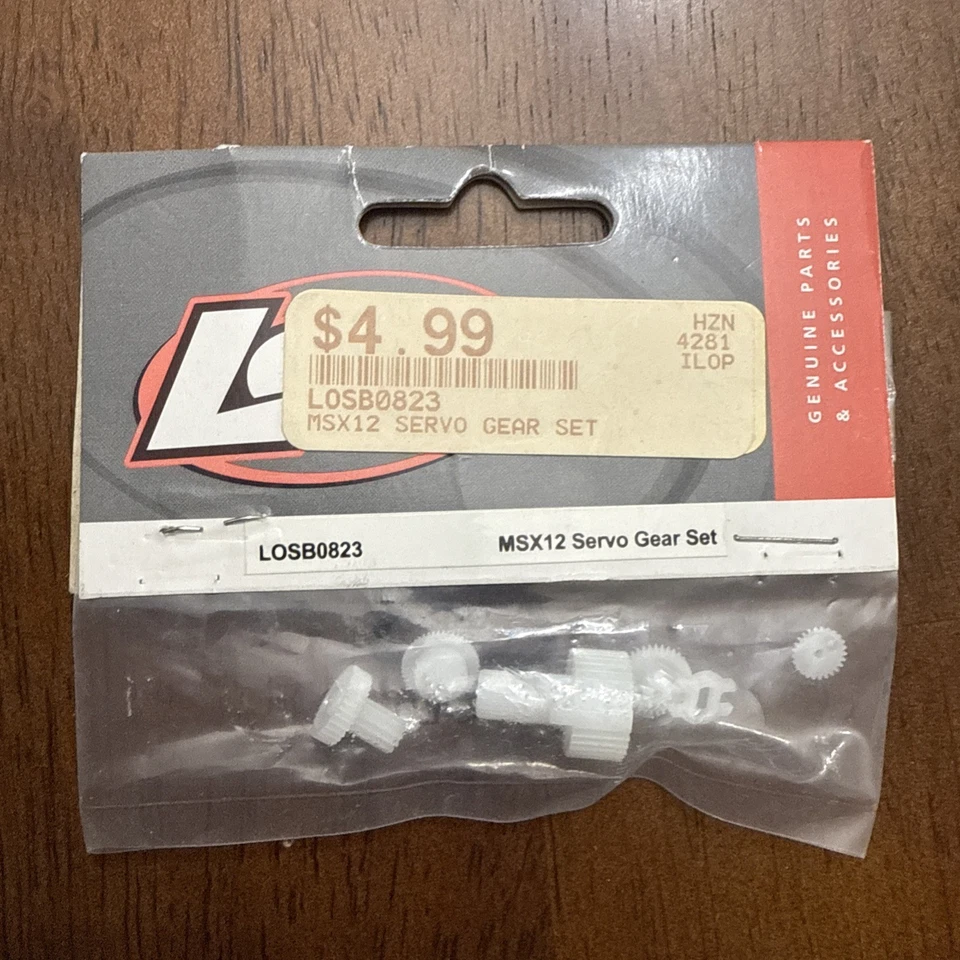 $4.99
HZN
4281
ILOP
LOSB0823
MSX12 SERVO GEAR SET
GENUINE PARTS
& ACCESSORIES
LOSB0823
MSX12 Servo Gear Set